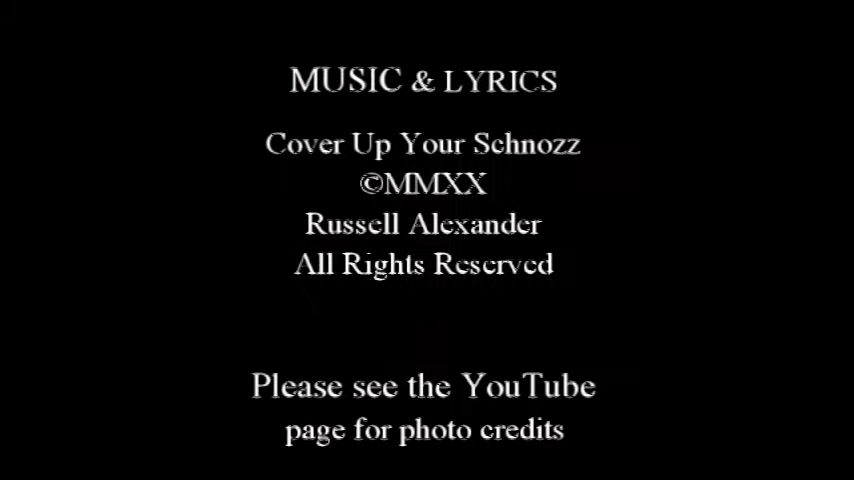 MUSIC & LYRICS
Cover Up Your Schnozz
©MMXX
Russell Alexander
All Rights Reserved
Please see the YouTube
page for photo credits